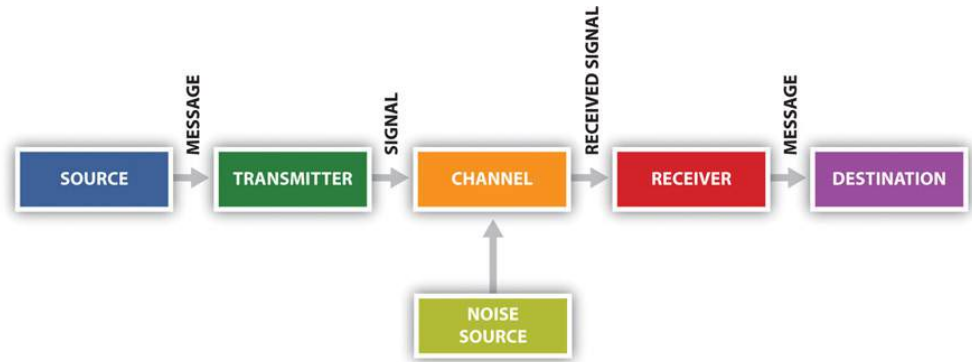 MESSAGE
SIGNAL
RECEIVED SIGNAL
MESSAGE
SOURCE
TRANSMITTER
CHANNEL
RECEIVER
DESTINATION
NOISE
SOURCE